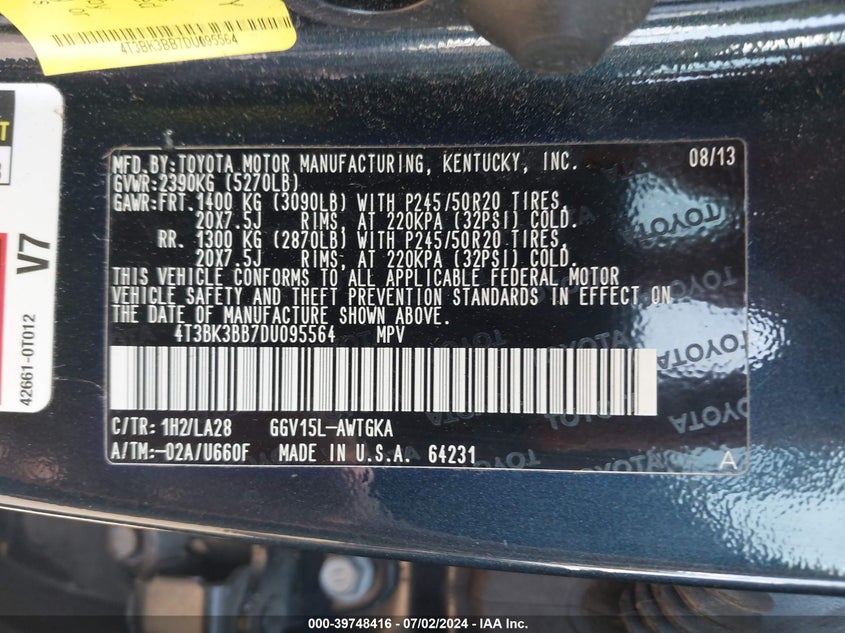 4T3BK3BB7DU095564
MFD.BY:TOYOTA MOTOR MANUFACTURING, KENTUCKY, INC. 08/13
GVWR:2390KG (5270LB)
GAWR:FRT.1400 KG (3090LB) WITH P245/50R20 TIRES,
20X7.5J RIMS, AT 220KPA (32PSI) COLD.
RR. 1300 KG (2870LB) WITH P245/50R20 TIRES,
20X7.5J RIMS, AT 220KPA (32PSI) COLD.
THIS VEHICLE CONFORMS TO ALL APPLICABLE FEDERAL MOTOR
VEHICLE SAFETY AND THEFT PREVENTION STANDARDS IN EFFECT ON
THE DATE OF MANUFACTURE SHOWN ABOVE.
4T3BK3BB7DU095564 MPV
C/TR: 1H2/LA28 GGV15L-AWTGKA
A/TM:-02A/U660F MADE IN U.S.A. 64231 A
TOYOTA
TOYOTA
TOYOTA
TOYOTA
TOYOTA
V7
42661-0T012
000-39748416 - 07/02/2024 - IAA Inc.